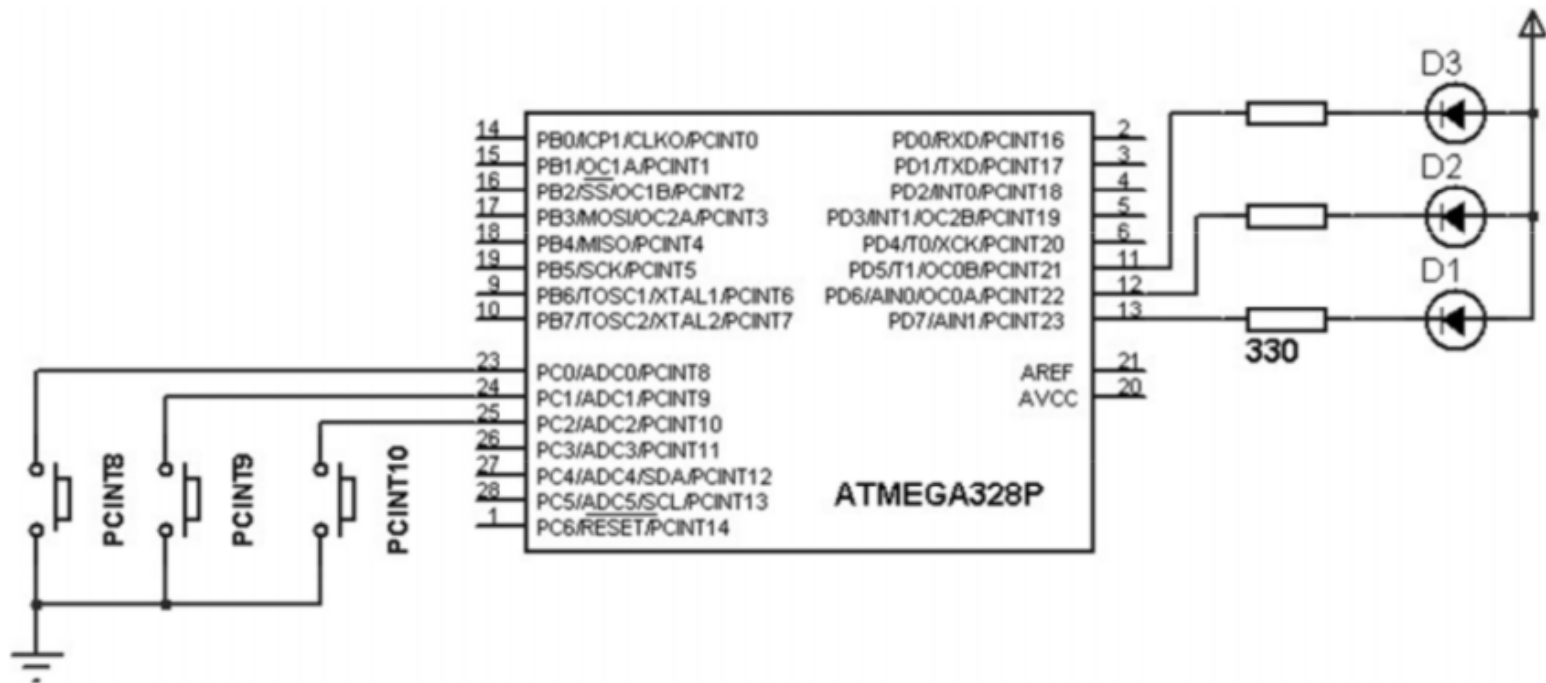 D3
14 PB0/ICP1/CLKO/PCINT0 PD0/RXD/PCINT16 2
15 PB1/OC1A/PCINT1 PD1/TXD/PCINT17 3
16 PB2/SS/OC1B/PCINT2 PD2/INT0/PCINT18 4
D2
17 PB3/MOSI/OC2A/PCINT3 PD3/INT1/OC2B/PCINT19 5
18 PB4/MISO/PCINT4 PD4/T0/XCK/PCINT20 6
19 PB5/SCK/PCINT5 PD5/T1/OC0B/PCINT21 11
D1
9 PB6/TOSC1/XTAL1/PCINT6 PD6/AIN0/OC0A/PCINT22 12
10 PB7/TOSC2/XTAL2/PCINT7 PD7/AIN1/PCINT23 13
330
23 PC0/ADC0/PCINT8 AREF 21
24 PC1/ADC1/PCINT9 AVCC 20
25 PC2/ADC2/PCINT10
26 PC3/ADC3/PCINT11
27 PC4/ADC4/SDA/PCINT12
28 PC5/ADC5/SCL/PCINT13
1 PC6/RESET/PCINT14
ATMEGA328P
PCINT8
PCINT9
PCINT10